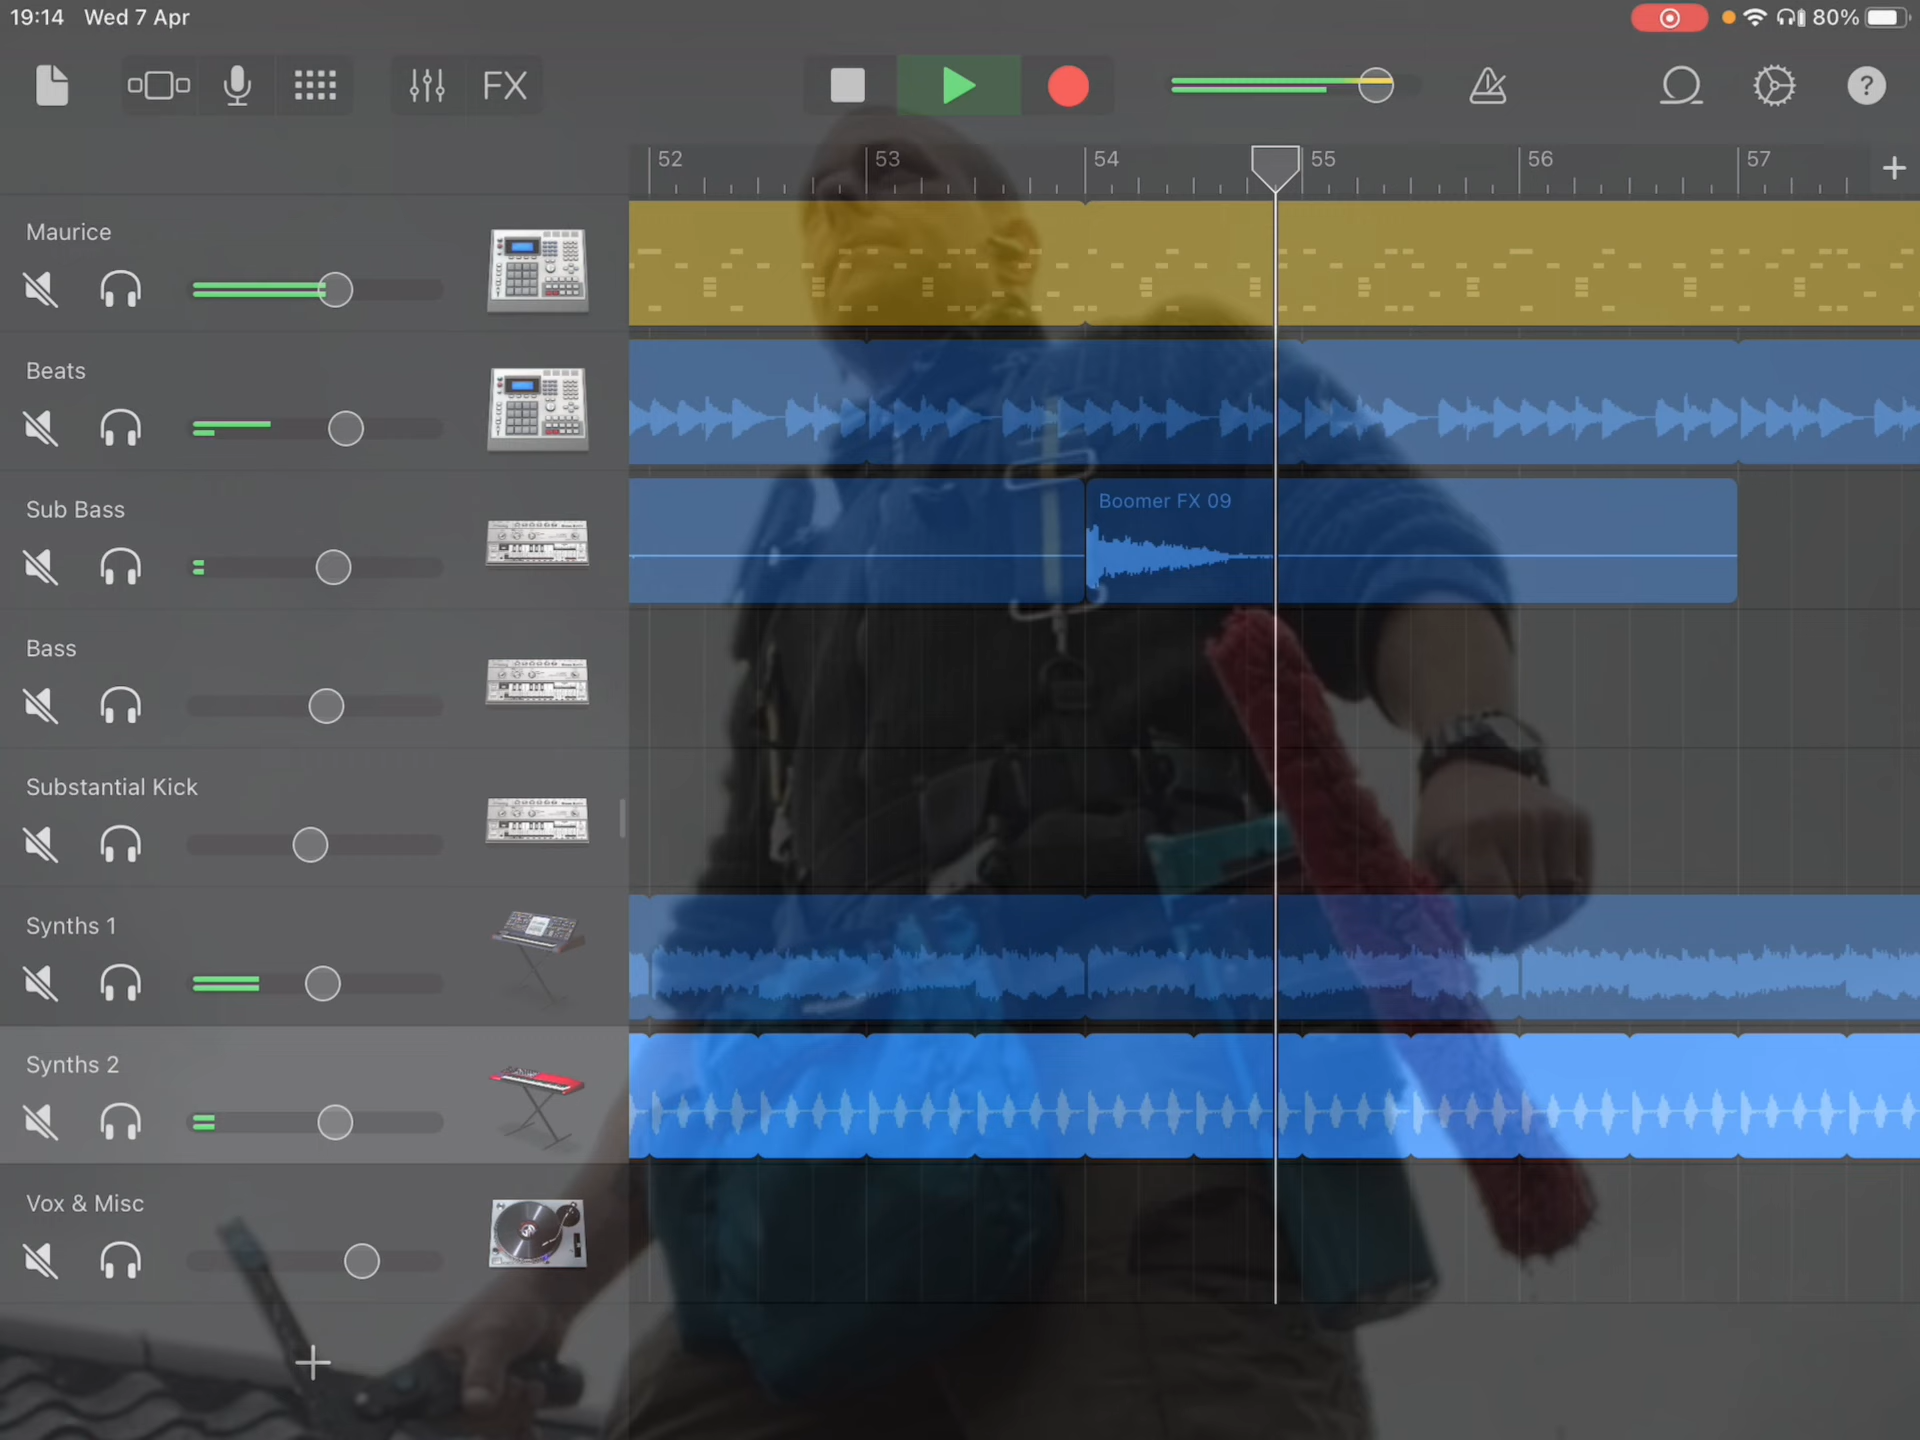 19:14 Wed 7 Apr 80%
FX ?
52 53 54 55 56 57
Maurice
Beats
Sub Bass
Boomer FX 09
Bass
Substantial Kick
Synths 1
Synths 2
Vox & Misc